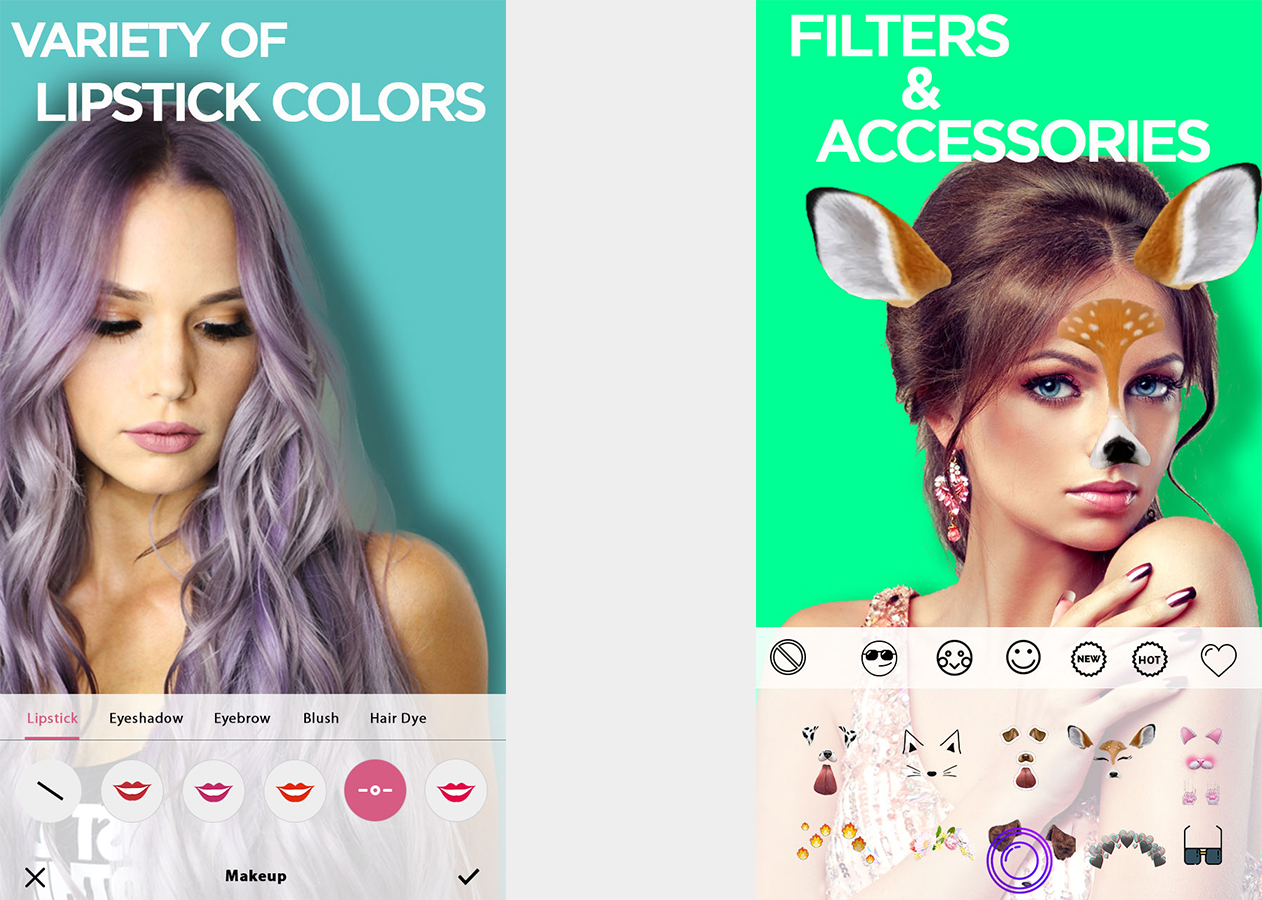 VARIETY OF
LIPSTICK COLORS
Lipstick Eyeshadow Eyebrow Blush Hair Dye
Makeup
FILTERS
&
ACCESSORIES
NEW HOT